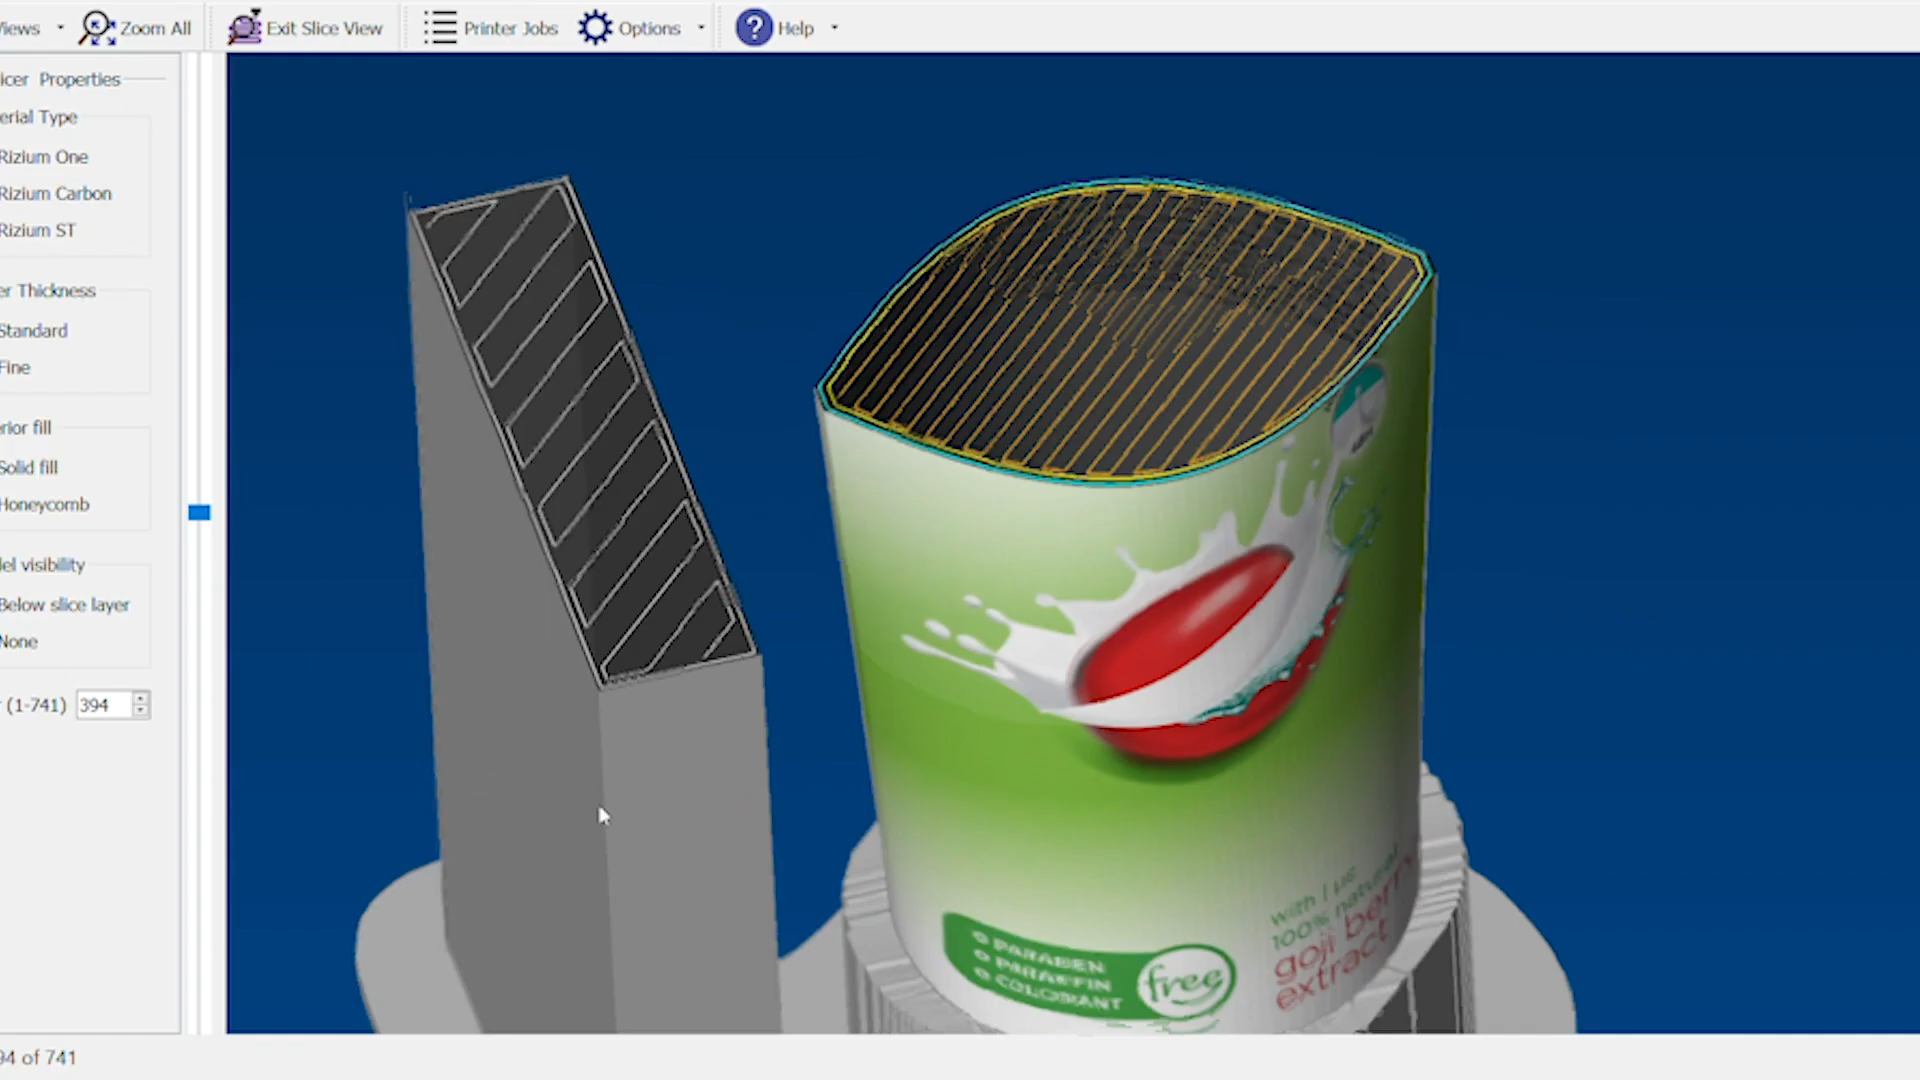 iews Zoom All Exit Slice View Printer Jobs Options ? Help
icer Properties
erial Type
Rizium One
Rizium Carbon
Rizium ST
er Thickness
Standard
Fine
rior fill
Solid fill
Honeycomb
el visibility
Below slice layer
None
(1-741) 394
94 of 741
with
100% natural
goji berry
extract
PARABEN
PARAFFIN
COLORANT
free